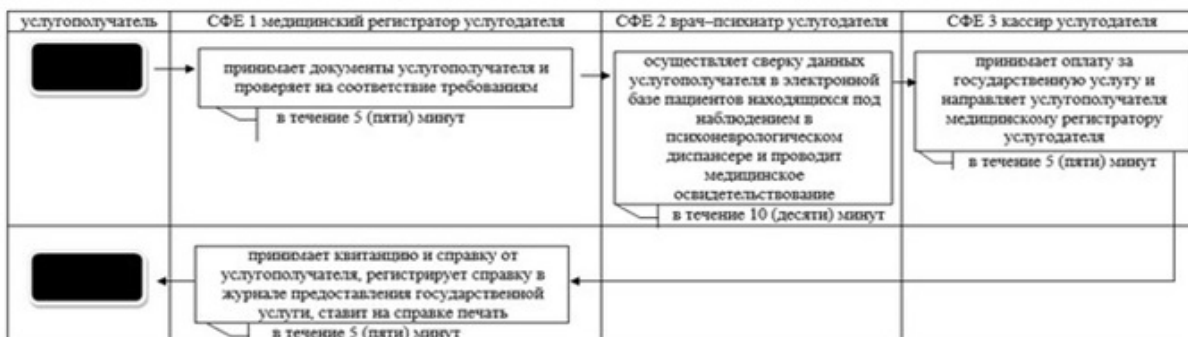 услугополучатель
СФЕ 1 медицинский регистратор услугодателя
СФЕ 2 врач–психиатр услугодателя
СФЕ 3 кассир услугодателя
принимает документы услугополучателя и
проверяет на соответствие требованиям
в течение 5 (пяти) минут
осуществляет сверку данных
услугополучателя в электронной
базе пациентов находящихся под
наблюдением в
психоневрологическом
диспансере и проводит
медицинское
освидетельствование
в течение 10 (десяти) минут
принимает оплату за
государственную услугу и
направляет услугополучателя
медицинскому регистратору
услугодателя
в течение 5 (пяти) минут
принимает квитанцию и справку от
услугополучателя, регистрирует справку в
журнале предоставления государственной
услуги, ставит на справке печать
в течение 5 (пяти) минут